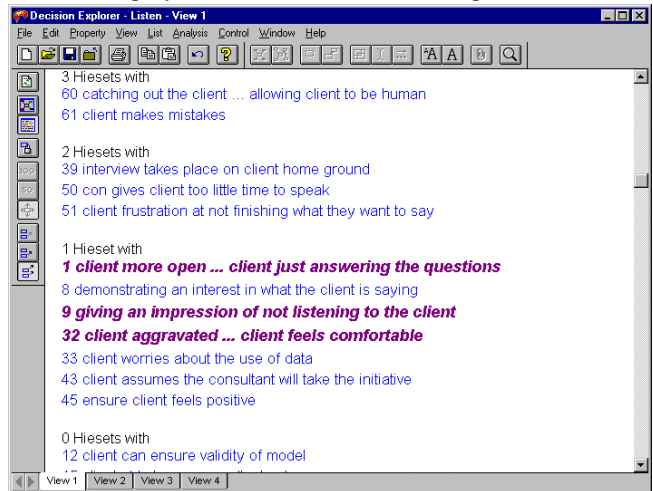 Decision Explorer - Listen - View 1
File Edit Property View List Analysis Control Window Help
3 Hiesets with
60 catching out the client ... allowing client to be human
61 client makes mistakes
2 Hiesets with
39 interview takes place on client home ground
50 con gives client too little time to speak
51 client frustration at not finishing what they want to say
1 Hieset with
1 client more open ... client just answering the questions
8 demonstrating an interest in what the client is saying
9 giving an impression of not listening to the client
32 client aggravated ... client feels comfortable
33 client worries about the use of data
43 client assumes the consultant will take the initiative
45 ensure client feels positive
0 Hiesets with
12 client can ensure validity of model
View 1 View 2 View 3 View 4